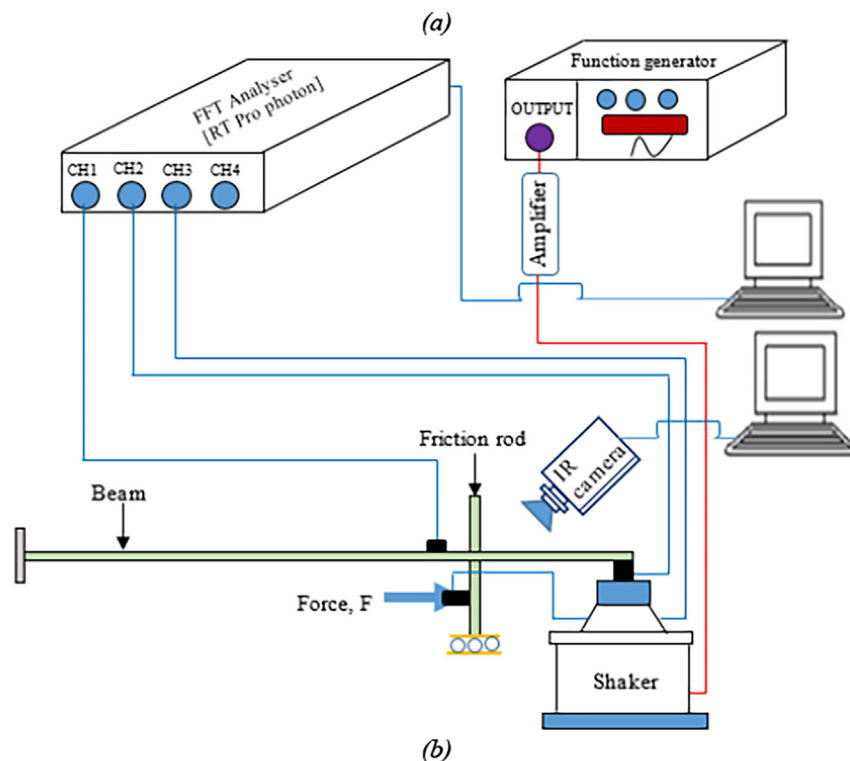 (a)
Function generator
FFT Analyser
[RT Pro photon]
OUTPUT
CH1 CH2 CH3 CH4
Amplifier
Friction rod
IR
camera
Beam
Force, F
Shaker
(b)